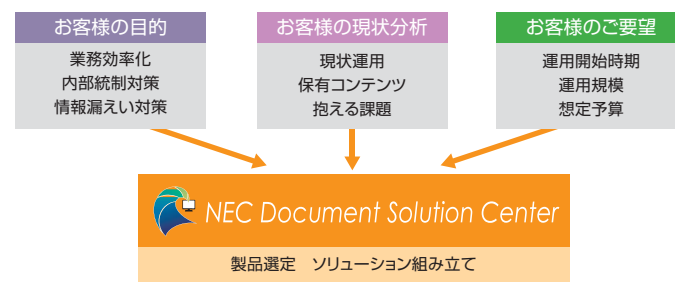 お客様の目的
業務効率化
内部統制対策
情報漏えい対策
お客様の現状分析
現状運用
保有コンテンツ
抱える課題
お客様のご要望
運用開始時期
運用規模
想定予算
NEC Document Solution Center
製品選定　ソリューション組み立て